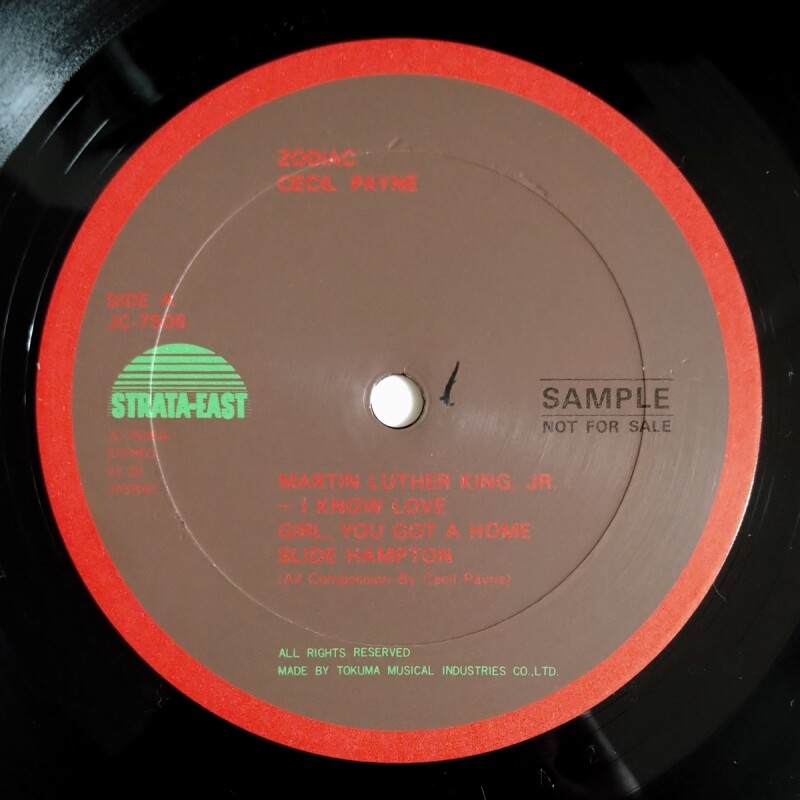 ZODIAC
CECIL PAYNE
SIDE A
STRATA-EAST
SAMPLE
NOT FOR SALE
MARTIN LUTHER KING, JR.
~ I KNOW LOVE
GIRL, YOU GOT A HOME
SLIDE HAMPTON
(All Composition By Cecil Payne)
ALL RIGHTS RESERVED
MADE BY TOKUMA MUSICAL INDUSTRIES CO.,LTD.